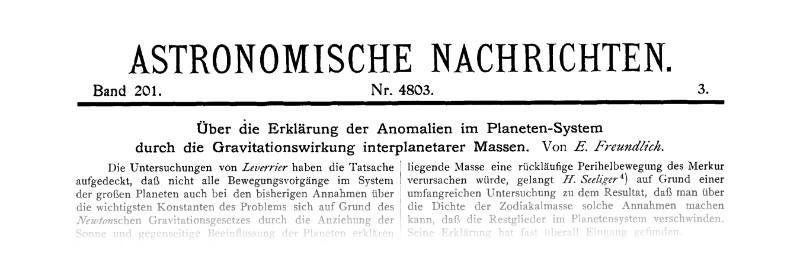 ASTRONOMISCHE NACHRICHTEN.
Band 201. Nr. 4803. 3.
Über die Erklärung der Anomalien im Planeten-System
durch die Gravitationswirkung interplanetarer Massen. Von E. Freundlich.
Die Untersuchungen von Leverrier haben die Tatsache
aufgedeckt, daß nicht alle Bewegungsvorgänge im System
der großen Planeten auch bei den bisherigen Annahmen über
die wichtigsten Konstanten des Problems sich auf Grund des
Newtonschen Gravitationsgesetzes durch die Anziehung der
Sonne und gegenseitige Beeinflussung der Planeten erklären
liegende Masse eine rückläufige Perihelbewegung des Merkur
verursachen würde, gelangt H. Seeliger⁴) auf Grund einer
umfangreichen Untersuchung zu dem Resultat, daß man über
die Dichte der Zodiakalmasse solche Annahmen machen
kann, daß die Restglieder im Planetensystem verschwinden.
Seine Erklärung hat fast überall Eingang gefunden.